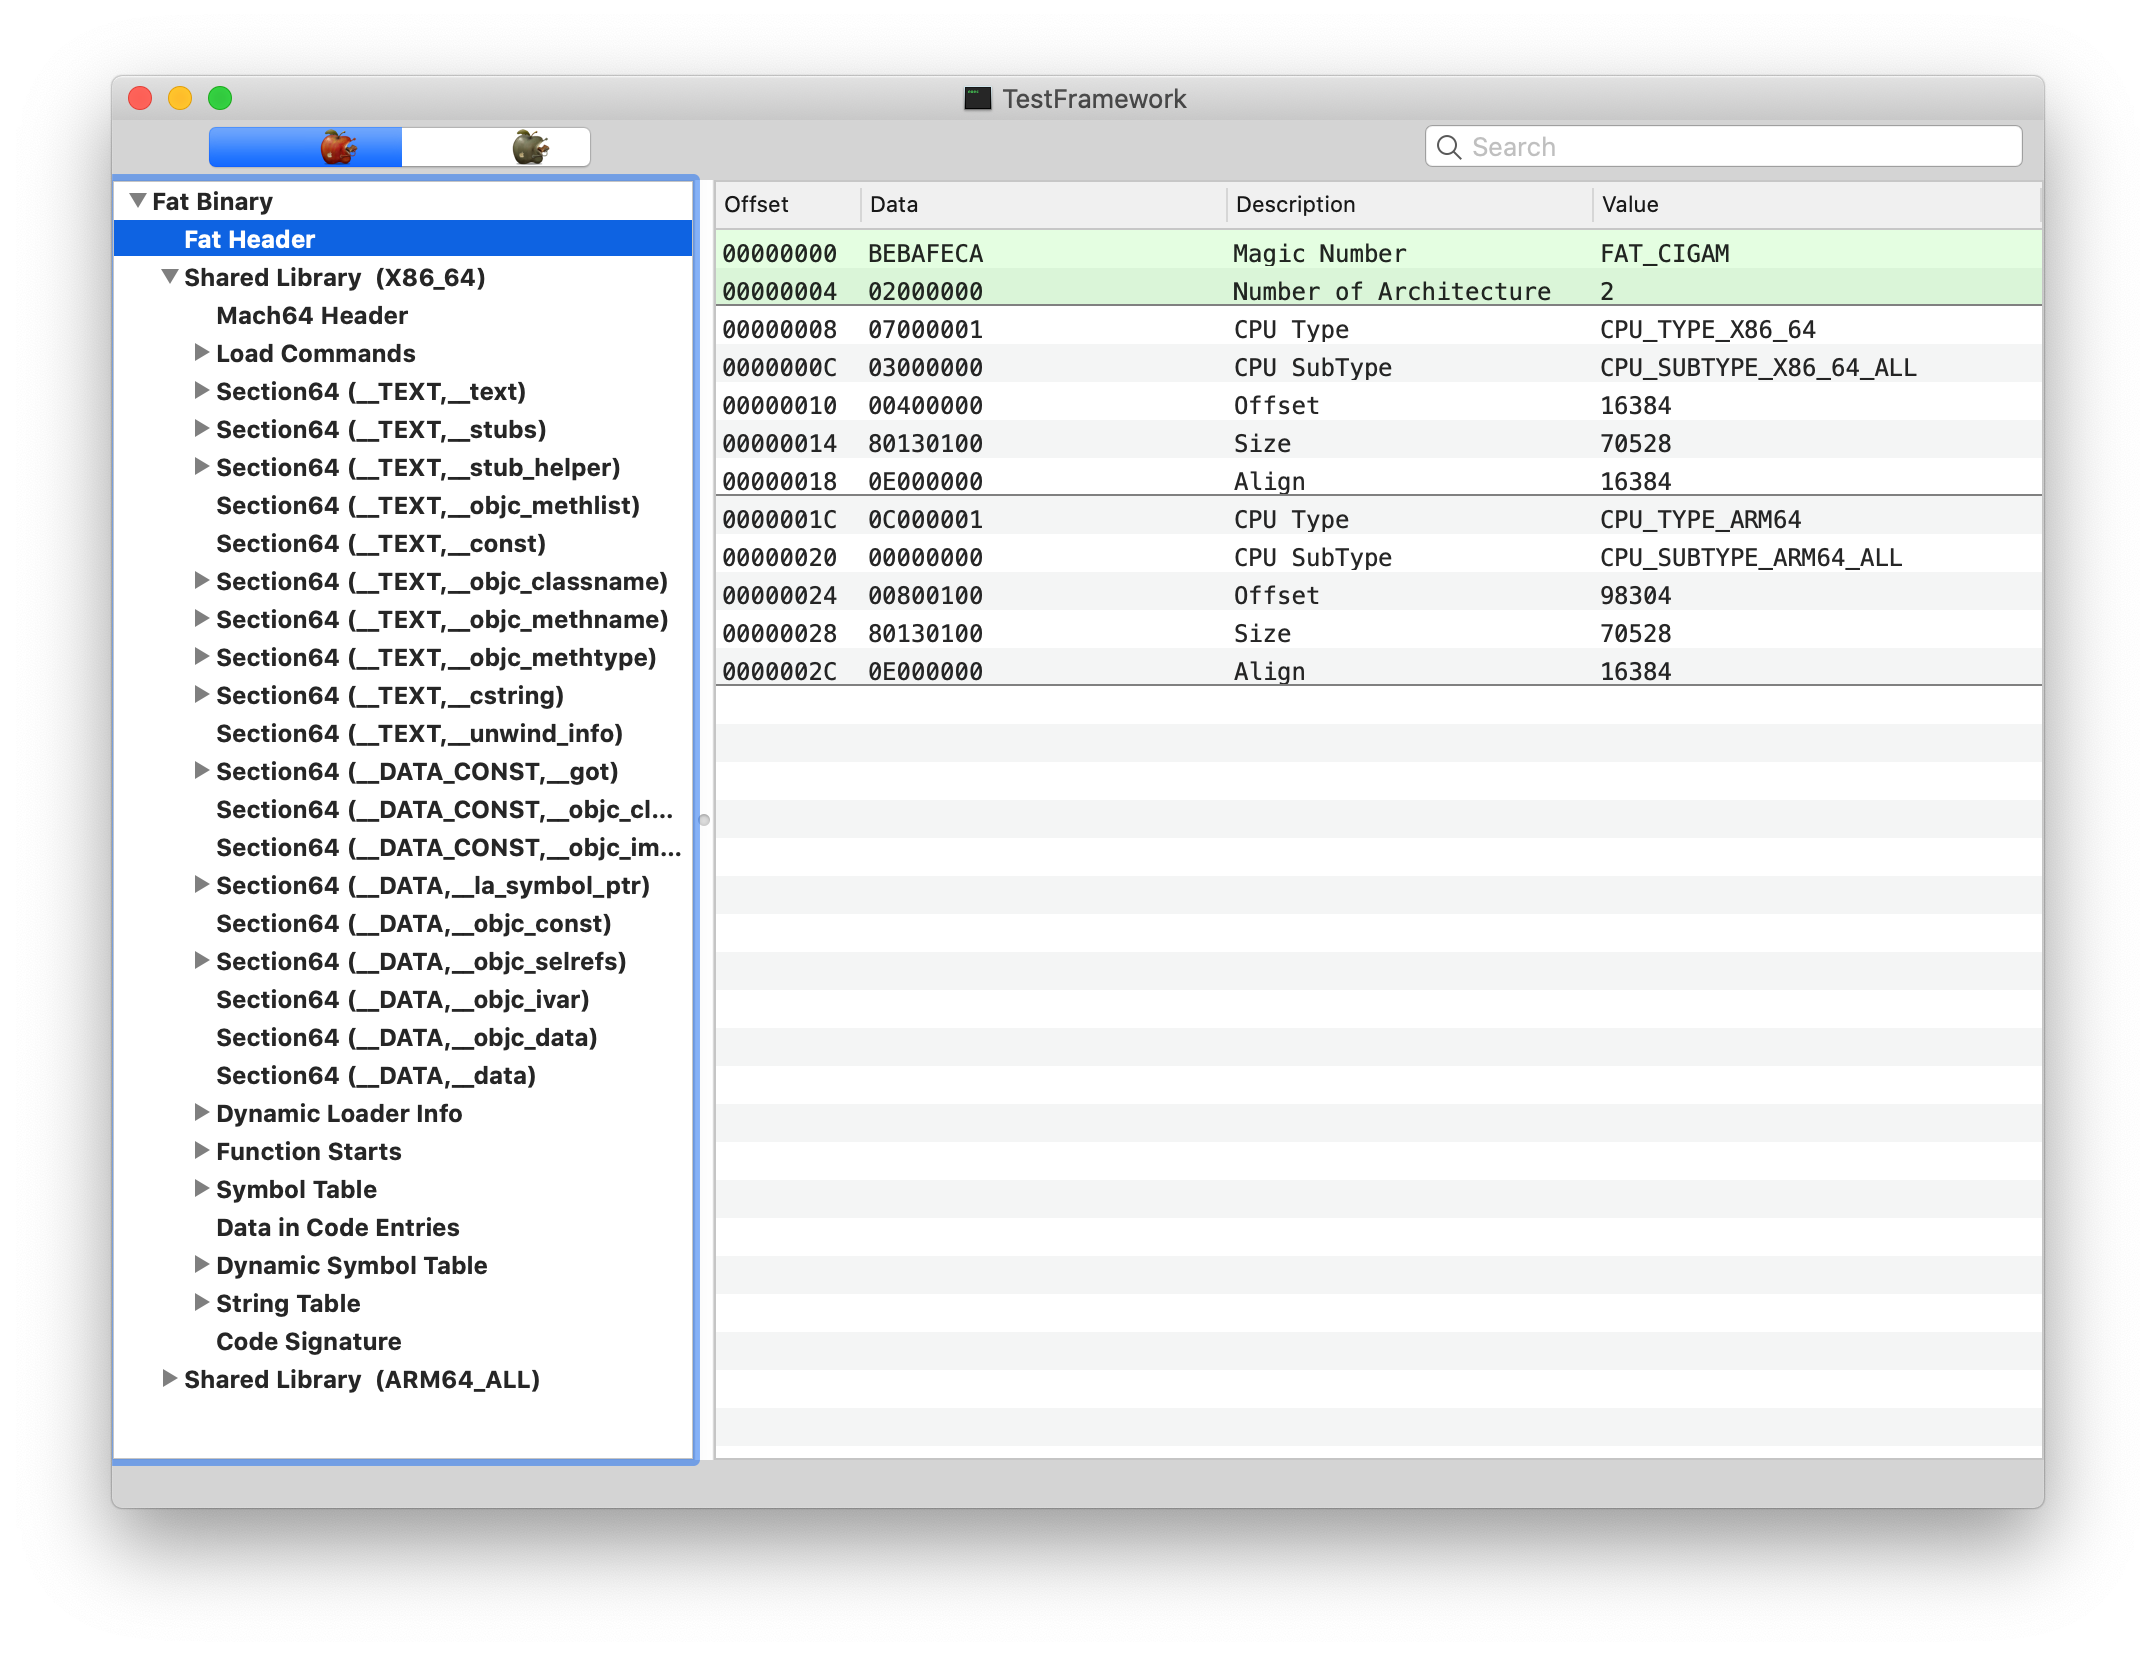 TestFramework
Search
Fat Binary
Fat Header
Shared Library  (X86_64)
Mach64 Header
Load Commands
Section64 (__TEXT,__text)
Section64 (__TEXT,__stubs)
Section64 (__TEXT,__stub_helper)
Section64 (__TEXT,__objc_methlist)
Section64 (__TEXT,__const)
Section64 (__TEXT,__objc_classname)
Section64 (__TEXT,__objc_methname)
Section64 (__TEXT,__objc_methtype)
Section64 (__TEXT,__cstring)
Section64 (__TEXT,__unwind_info)
Section64 (__DATA_CONST,__got)
Section64 (__DATA_CONST,__objc_cl...
Section64 (__DATA_CONST,__objc_im...
Section64 (__DATA,__la_symbol_ptr)
Section64 (__DATA,__objc_const)
Section64 (__DATA,__objc_selrefs)
Section64 (__DATA,__objc_ivar)
Section64 (__DATA,__objc_data)
Section64 (__DATA,__data)
Dynamic Loader Info
Function Starts
Symbol Table
Data in Code Entries
Dynamic Symbol Table
String Table
Code Signature
Shared Library  (ARM64_ALL)
Offset Data Description Value
00000000 BEBAFECA Magic Number FAT_CIGAM
00000004 02000000 Number of Architecture 2
00000008 07000001 CPU Type CPU_TYPE_X86_64
0000000C 03000000 CPU SubType CPU_SUBTYPE_X86_64_ALL
00000010 00400000 Offset 16384
00000014 80130100 Size 70528
00000018 0E000000 Align 16384
0000001C 0C000001 CPU Type CPU_TYPE_ARM64
00000020 00000000 CPU SubType CPU_SUBTYPE_ARM64_ALL
00000024 00800100 Offset 98304
00000028 80130100 Size 70528
0000002C 0E000000 Align 16384